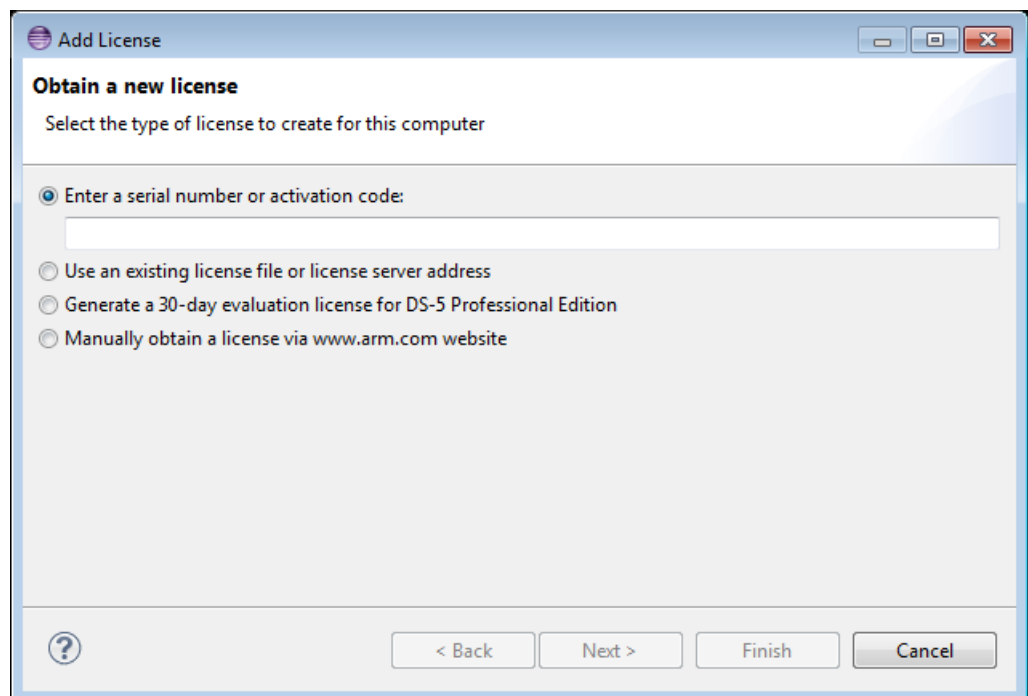 Add License
Obtain a new license
Select the type of license to create for this computer
Enter a serial number or activation code:
Use an existing license file or license server address
Generate a 30-day evaluation license for DS-5 Professional Edition
Manually obtain a license via www.arm.com website
?
< Back
Next >
Finish
Cancel